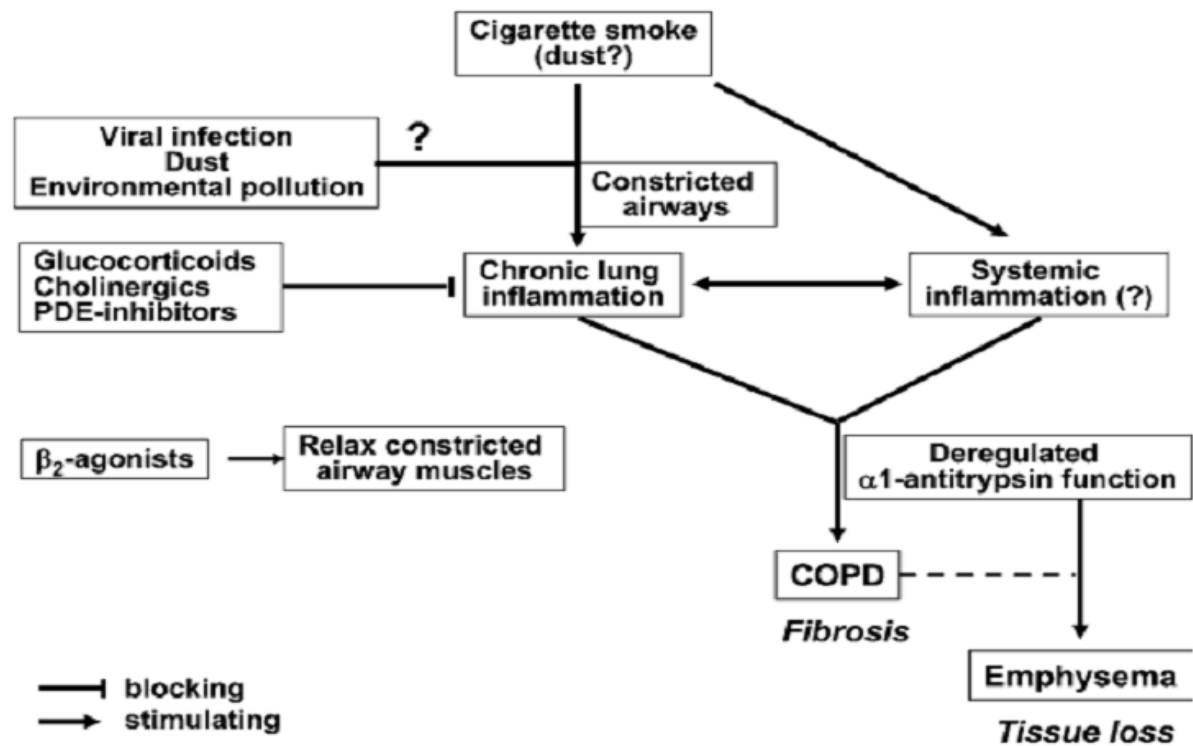 Cigarette smoke
(dust?)
Viral infection
Dust
Environmental pollution
?
Constricted
airways
Glucocorticoids
Cholinergics
PDE-inhibitors
Chronic lung
inflammation
Systemic
inflammation (?)
β₂-agonists
Relax constricted
airway muscles
Deregulated
α1-antitrypsin function
COPD
Fibrosis
Emphysema
Tissue loss
blocking
stimulating